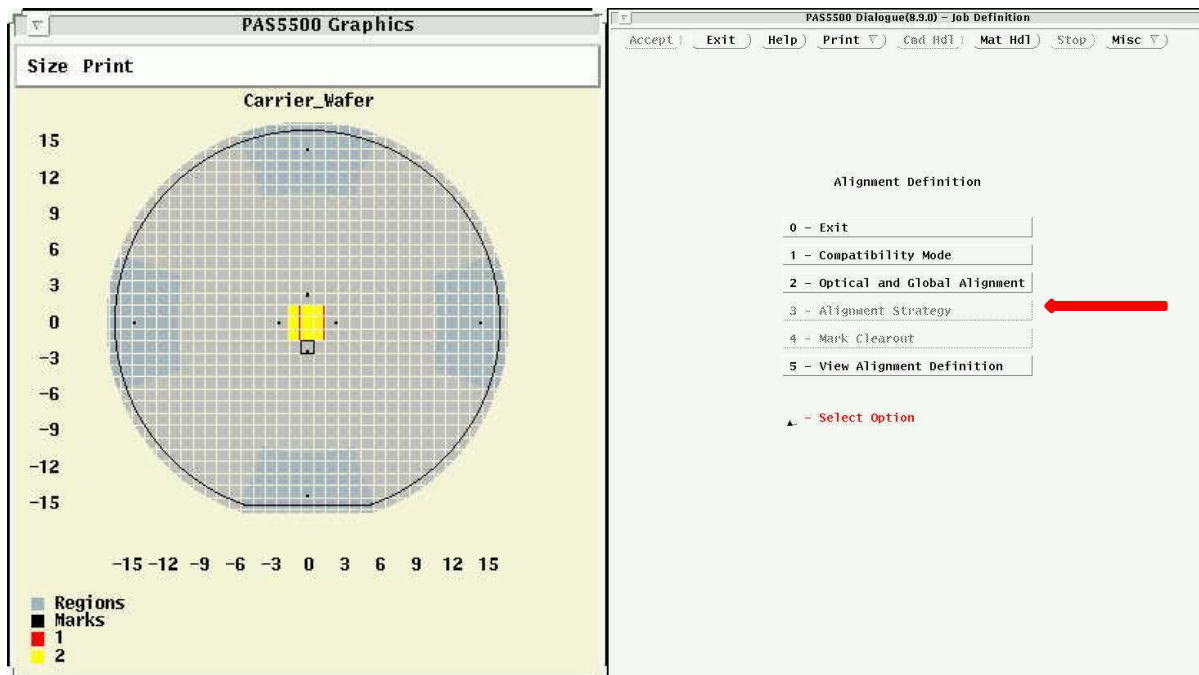 PAS5500 Graphics
Size Print
Carrier_Wafer
15
12
9
6
3
0
-3
-6
-9
-12
-15
-15 -12 -9 -6 -3 0 3 6 9 12 15
Regions
Marks
1
2
PAS5500 Dialogue(8.9.0) - Job Definition
Accept Exit Help Print Cmd Hdl Mat Hdl Stop Misc
Alignment Definition
0 - Exit
1 - Compatibility Mode
2 - Optical and Global Alignment
3 - Alignment Strategy
4 - Mark Clearout
5 - View Alignment Definition
- Select Option